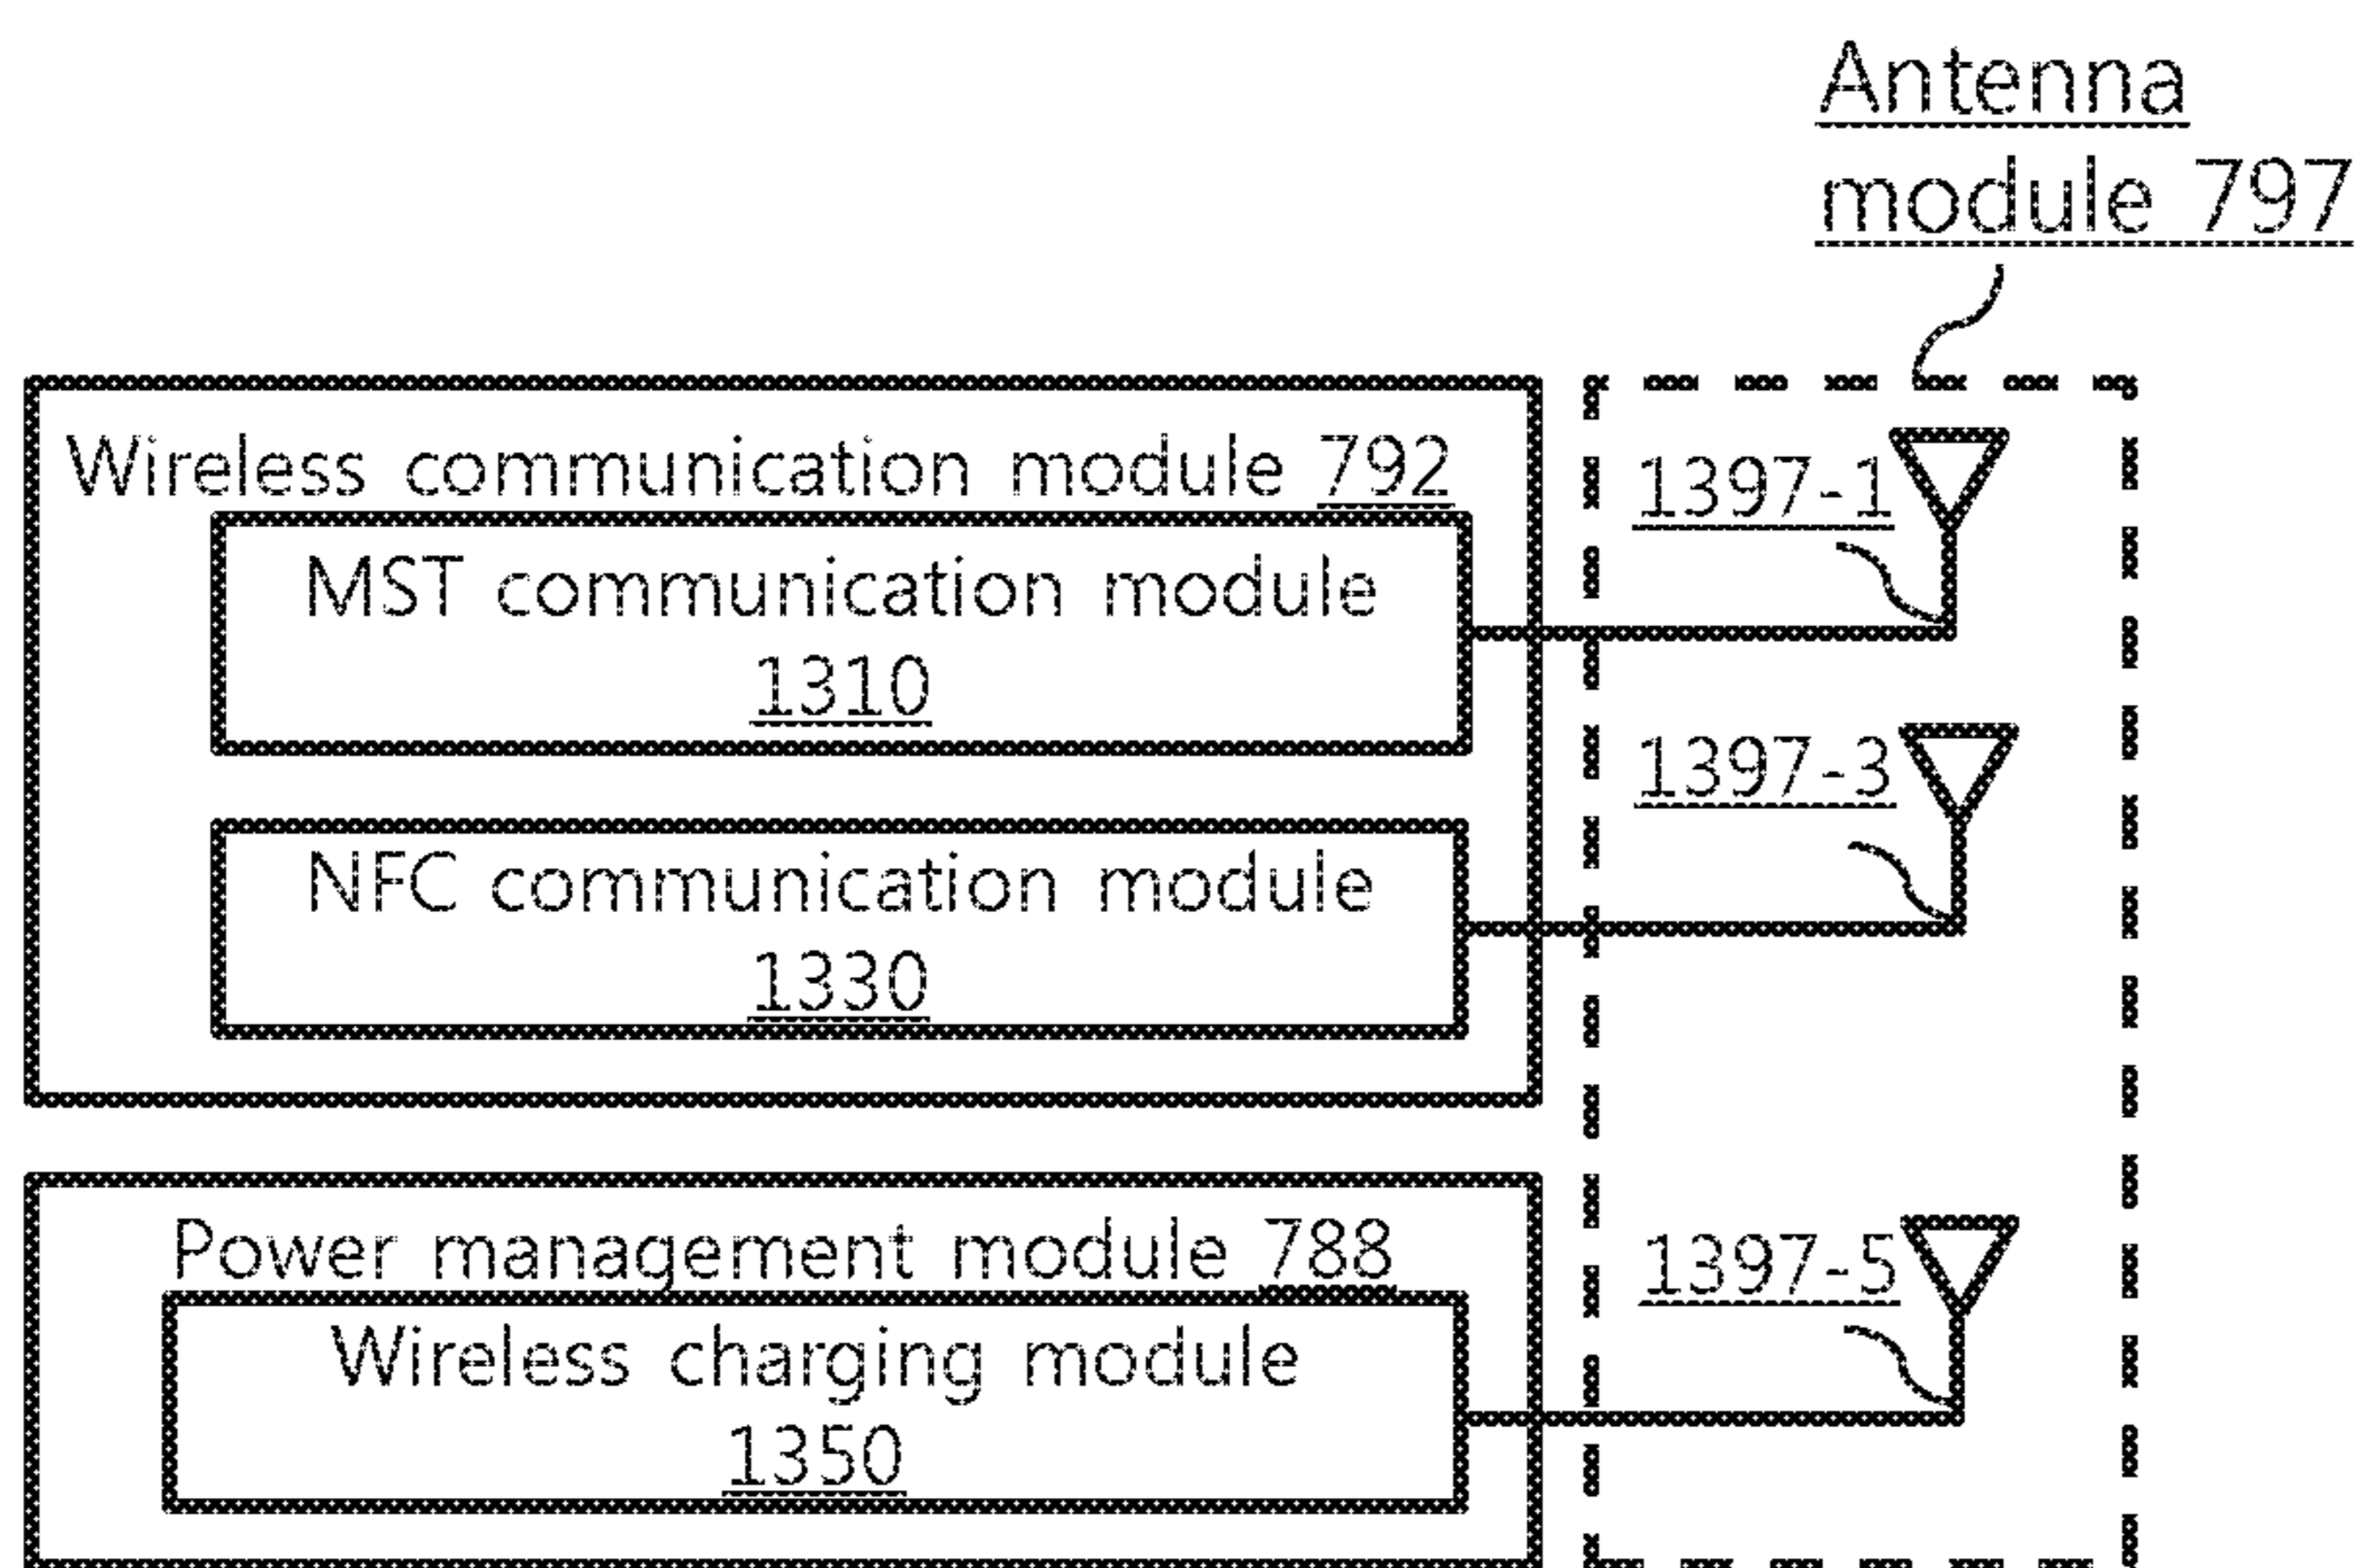 Antenna
module 797
Wireless communication module 792
1397-1
MST communication module
1310
1397-3
NFC communication module
1330
Power management module 788
1397-5
Wireless charging module
1350